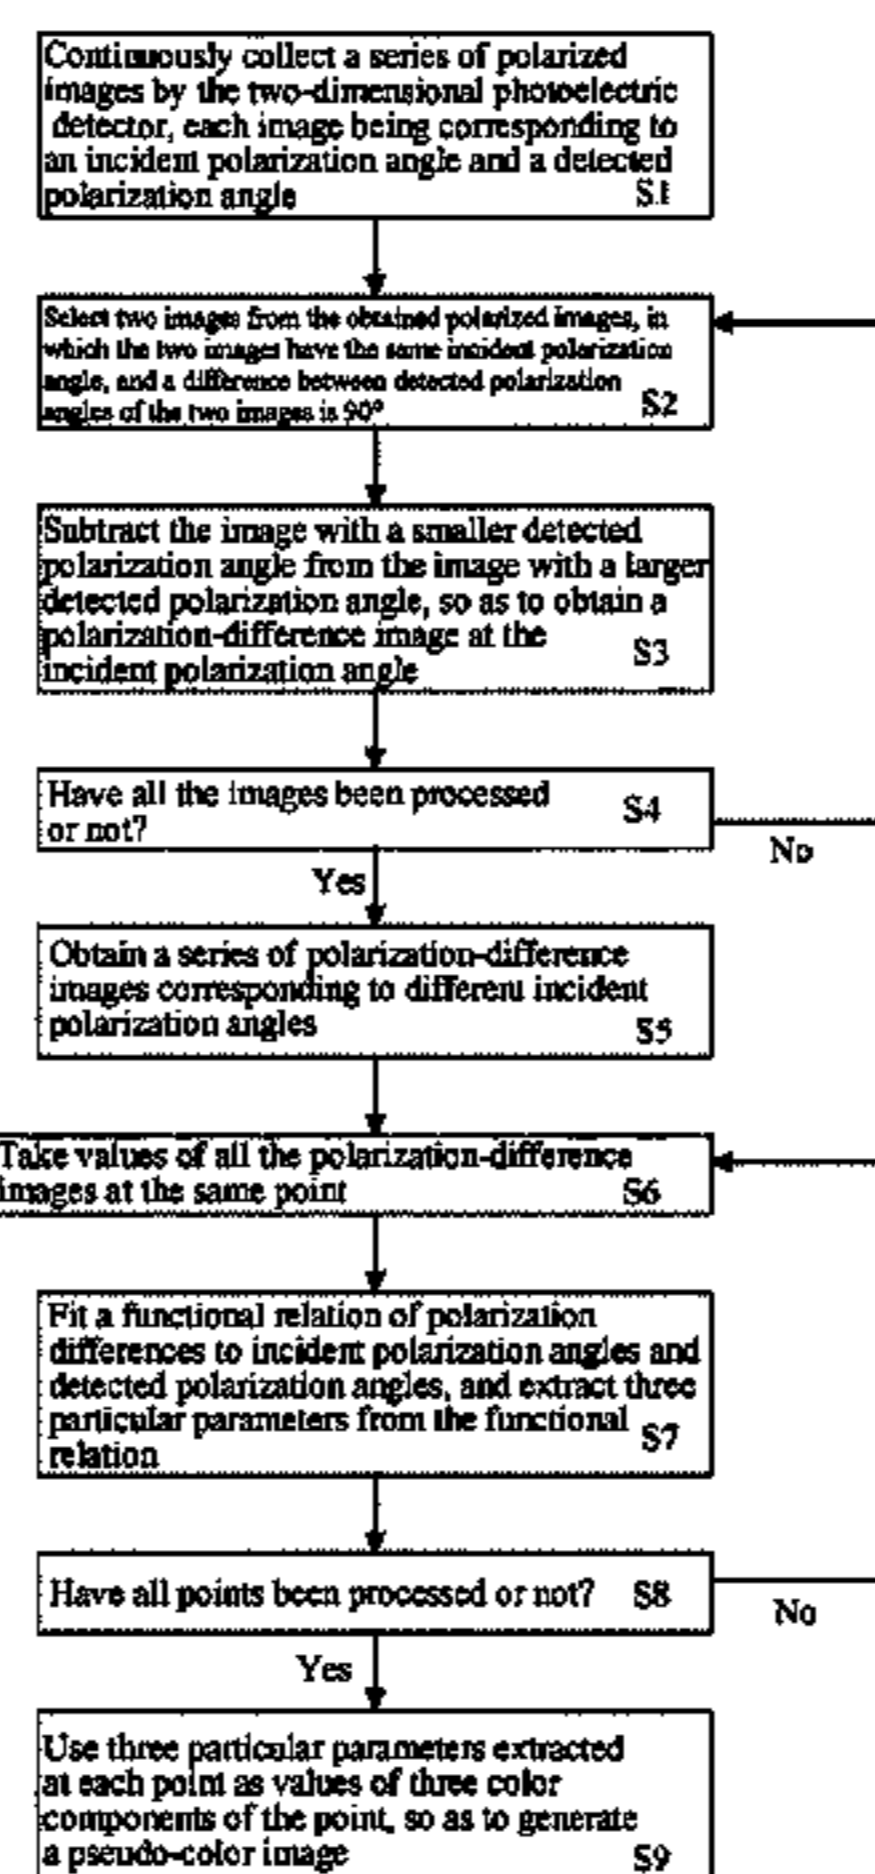 Continuously collect a series of polarized
images by the two-dimensional photoelectric
detector, each image being corresponding to
an incident polarization angle and a detected
polarization angle S1
Select two images from the obtained polarized images, in
which the two images have the same incident polarization
angle, and a difference between detected polarization
angles of the two images is 90° S2
Subtract the image with a smaller detected
polarization angle from the image with a larger
detected polarization angle, so as to obtain a
polarization-difference image at the
incident polarization angle S3
Have all the images been processed
or not? S4
No
Yes
Obtain a series of polarization-difference
images corresponding to different incident
polarization angles S5
Take values of all the polarization-difference
images at the same point S6
Fit a functional relation of polarization
differences to incident polarization angles and
detected polarization angles, and extract three
particular parameters from the functional
relation S7
Have all points been processed or not? S8
No
Yes
Use three particular parameters extracted
at each point as values of three color
components of the point, so as to generate
a pseudo-color image S9